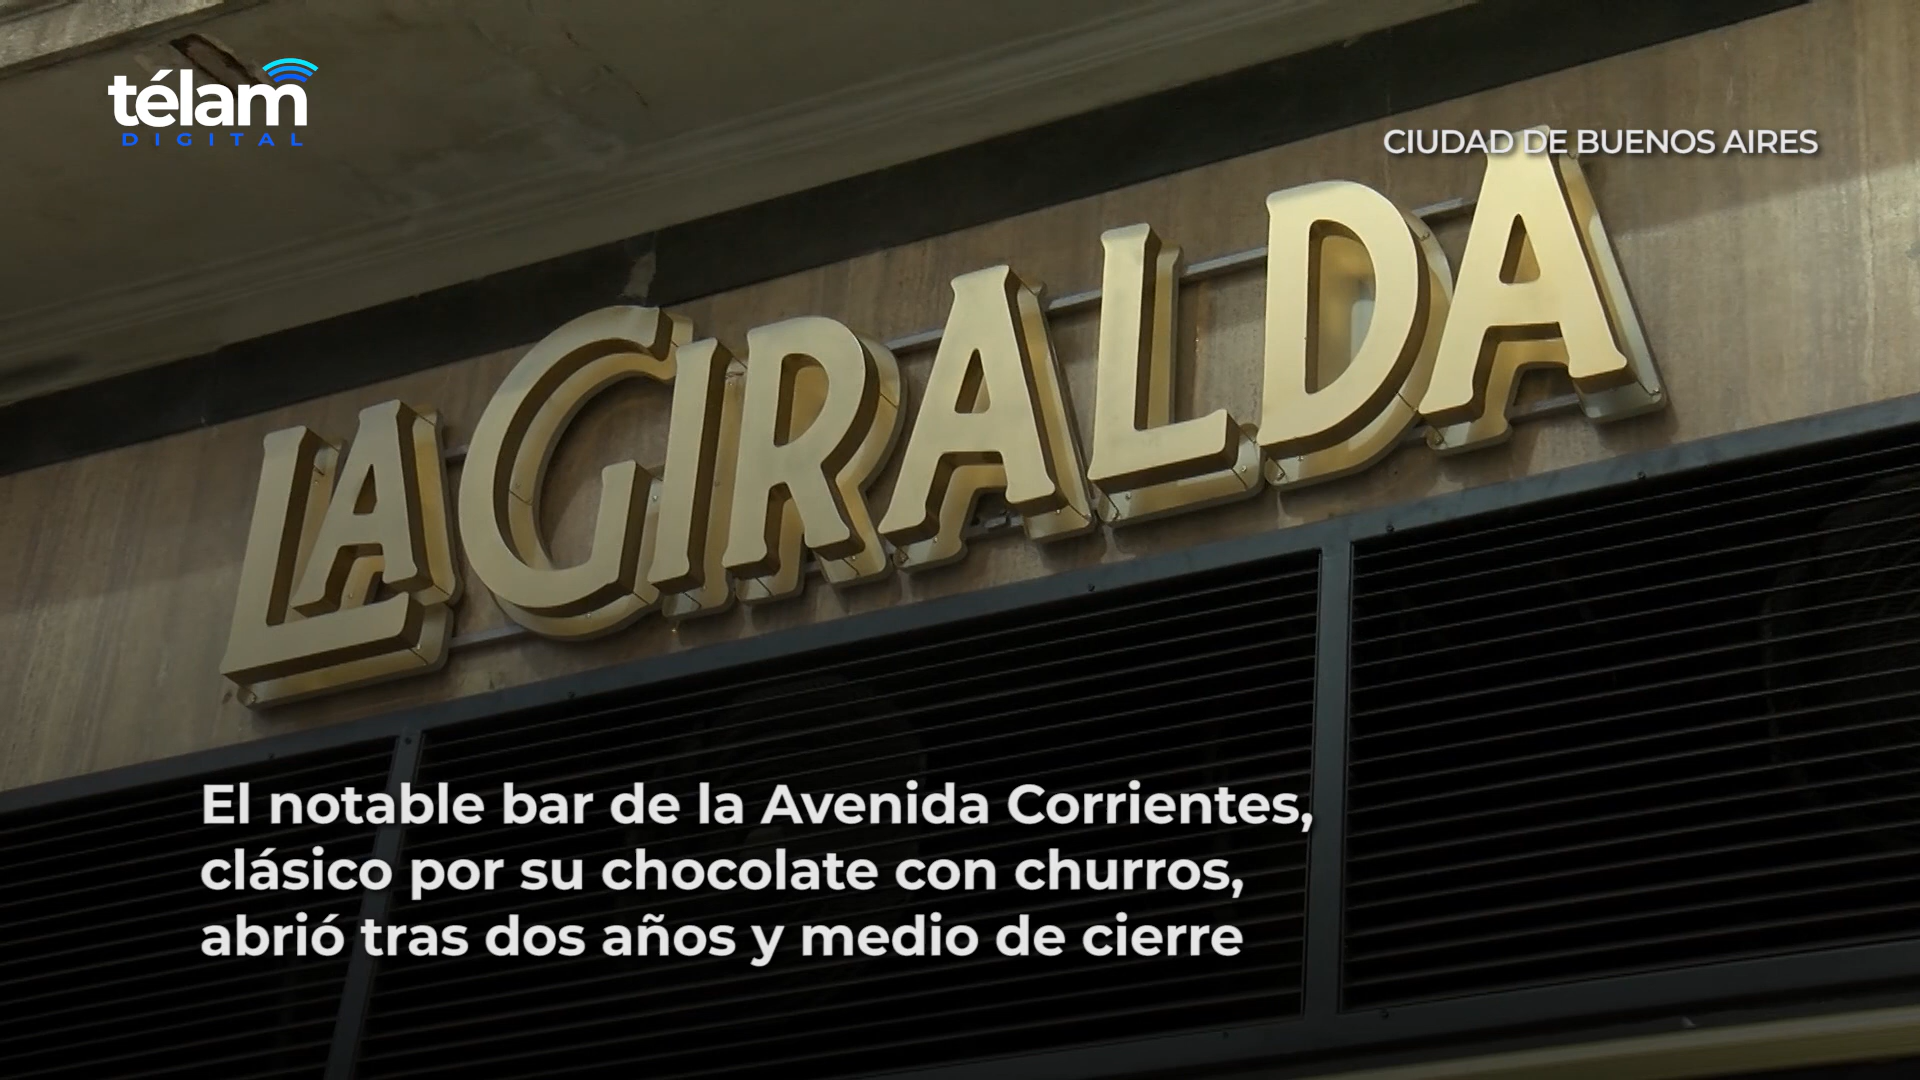 télam
DIGITAL
CIUDAD DE BUENOS AIRES
LA GIRALDA
El notable bar de la Avenida Corrientes,
clásico por su chocolate con churros,
abrió tras dos años y medio de cierre